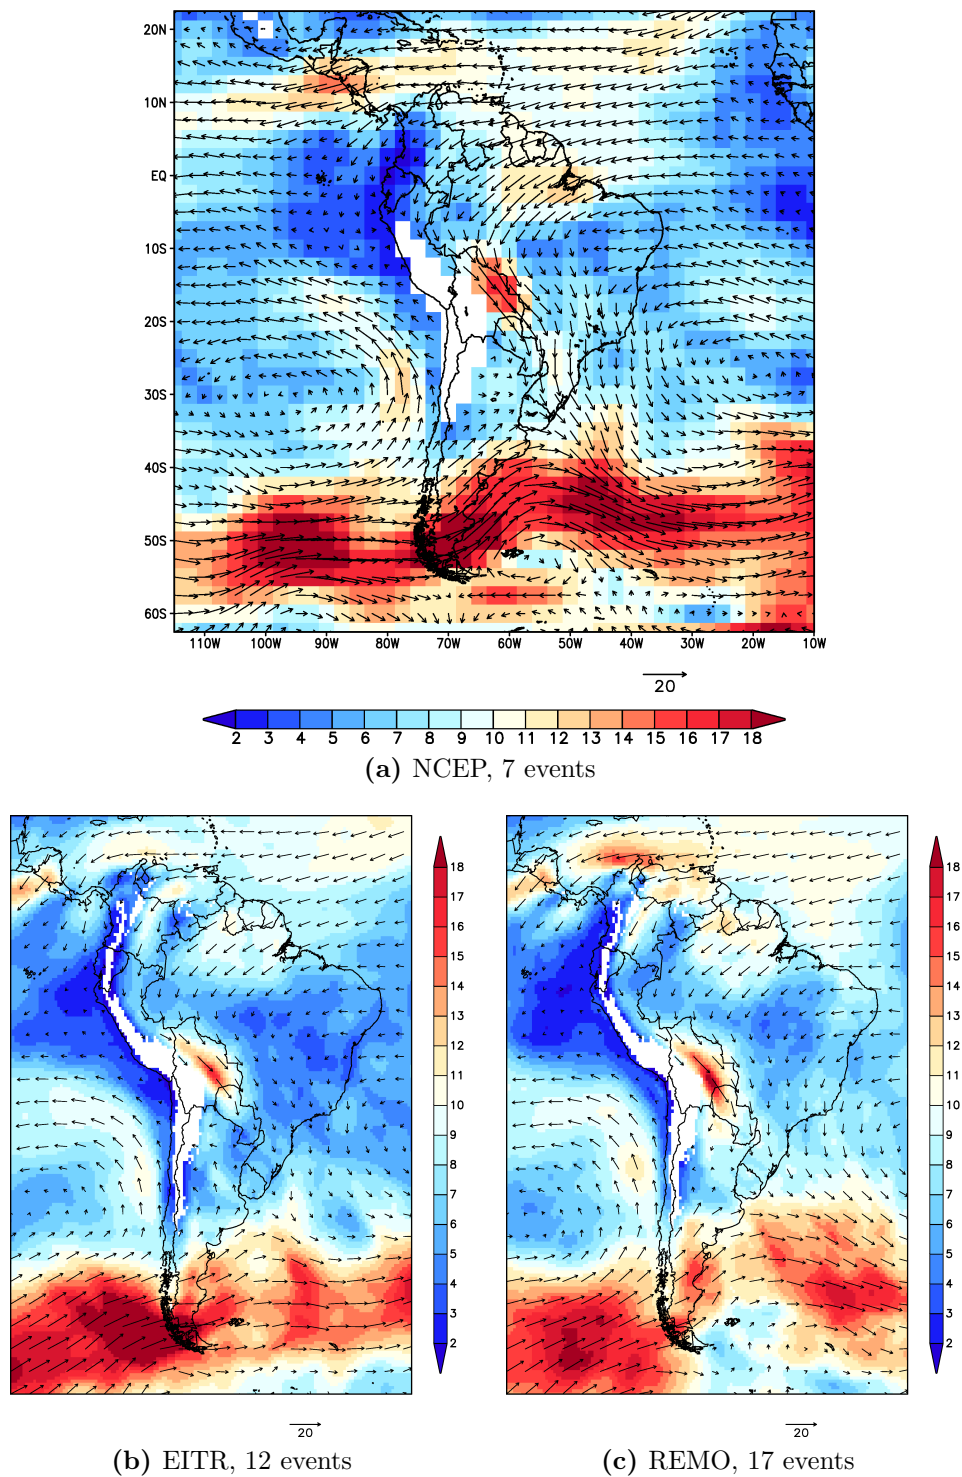 20N
10N
EQ
10S
20S
30S
40S
50S
60S
110W 100W 90W 80W 70W 60W 50W 40W 30W 20W 10W
20
2 3 4 5 6 7 8 9 10 11 12 13 14 15 16 17 18
(a) NCEP, 7 events
18
17
16
15
14
13
12
11
10
9
8
7
6
5
4
3
2
20
(b) EITR, 12 events
18
17
16
15
14
13
12
11
10
9
8
7
6
5
4
3
2
20
(c) REMO, 17 events